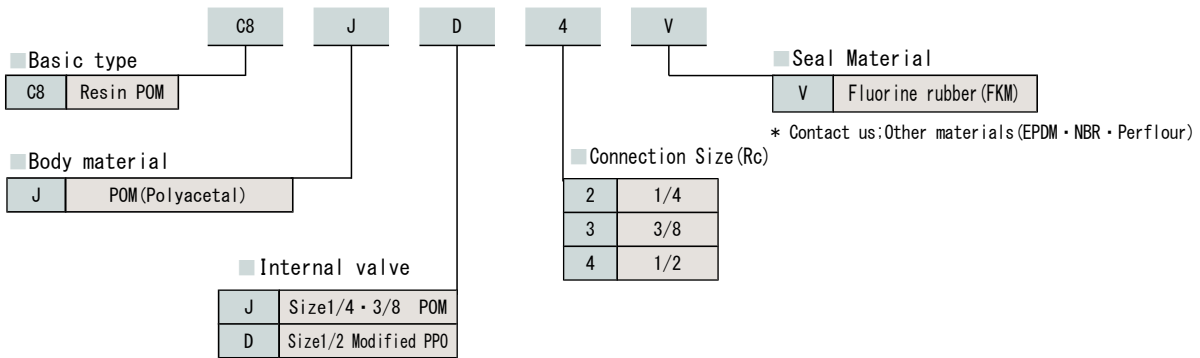 C8 J D 4 V
■Basic type
C8 Resin POM
■Seal Material
V Fluorine rubber(FKM)
* Contact us;Other materials(EPDM・NBR・Perflour)
■Body material
J POM(Polyacetal)
■Connection Size(Rc)
2 1/4
3 3/8
4 1/2
■Internal valve
J Size1/4・3/8 POM
D Size1/2 Modified PPO